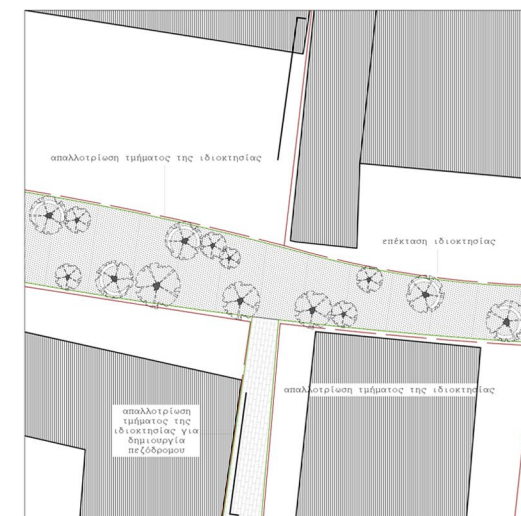 απαλλοτρίωση τμήματος της ιδιοκτησίας
επέκταση ιδιοκτησίας
απαλλοτρίωση τμήματος της ιδιοκτησίας
απαλλοτρίωση
τμήματος της
ιδιοκτησίας για
δημιουργία
πεζόδρομου